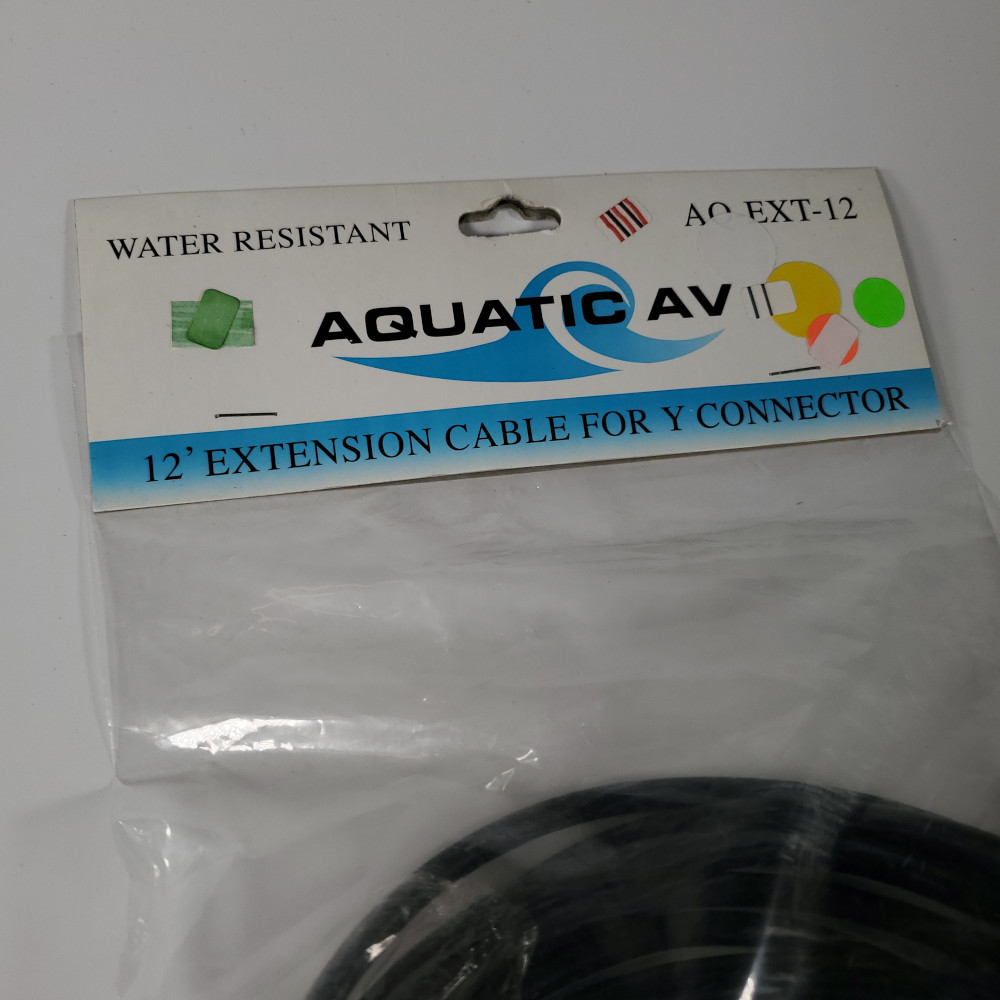 WATER RESISTANT
EXT-12
AQUATIC AV
12' EXTENSION CABLE FOR Y CONNECTOR